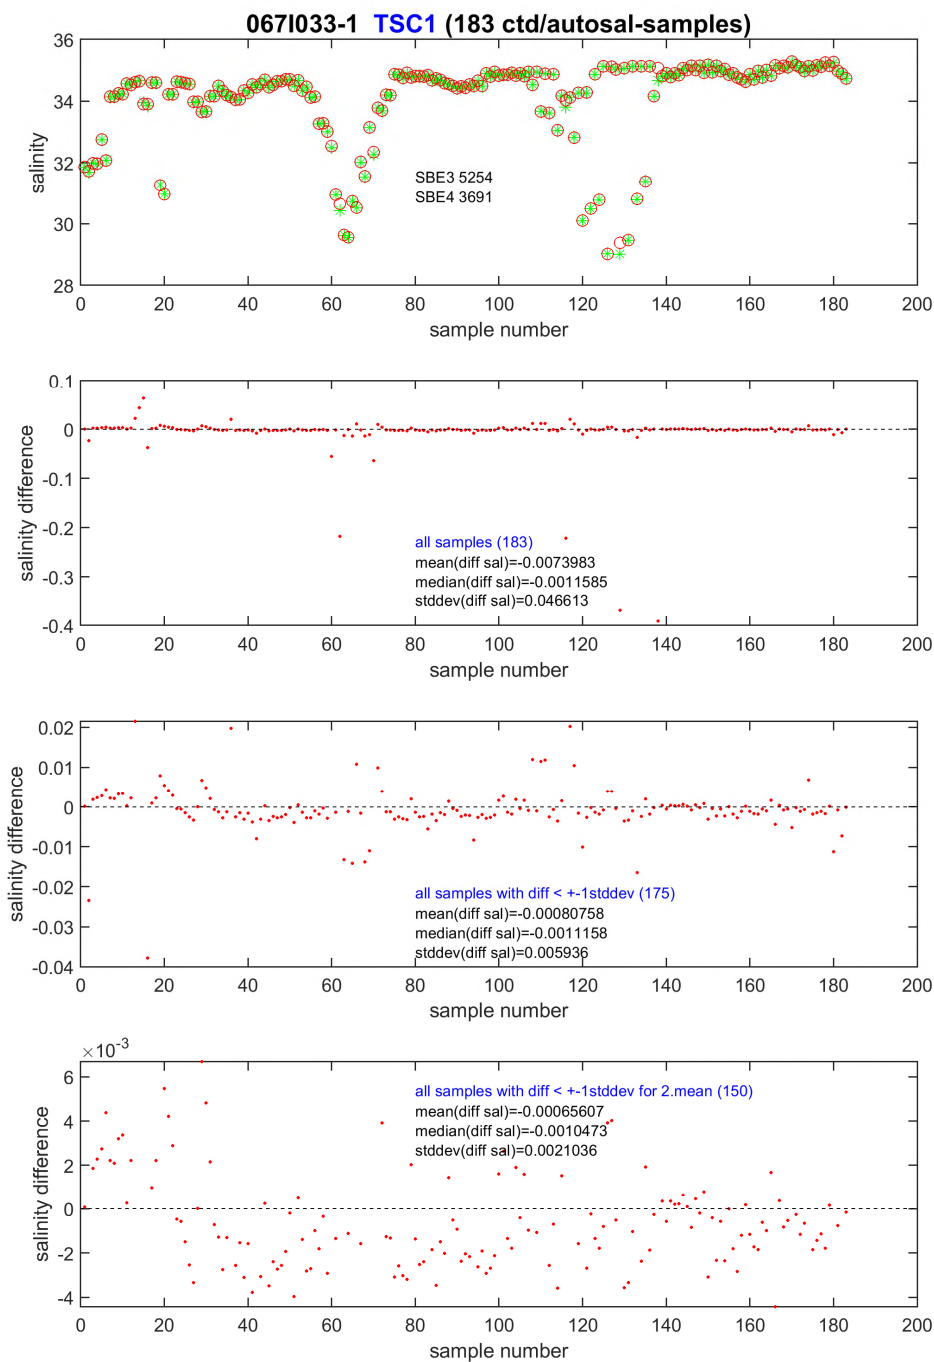 067I033-1 TSC1 (183 ctd/autosal-samples)
36
34
32
30
28
salinity
SBE3 5254
SBE4 3691
0 20 40 60 80 100 120 140 160 180 200
sample number
0.1
0
-0.1
-0.2
-0.3
-0.4
salinity difference
all samples (183)
mean(diff sal)=-0.0073983
median(diff sal)=-0.0011585
stddev(diff sal)=0.046613
0 20 40 60 80 100 120 140 160 180 200
sample number
0.02
0.01
0
-0.01
-0.02
-0.03
-0.04
salinity difference
all samples with diff < +-1stddev (175)
mean(diff sal)=-0.00080758
median(diff sal)=-0.0011158
stddev(diff sal)=0.005936
0 20 40 60 80 100 120 140 160 180 200
sample number
×10-3
6
4
2
0
-2
-4
salinity difference
all samples with diff < +-1stddev for 2.mean (150)
mean(diff sal)=-0.00065607
median(diff sal)=-0.0010473
stddev(diff sal)=0.0021036
0 20 40 60 80 100 120 140 160 180 200
sample number